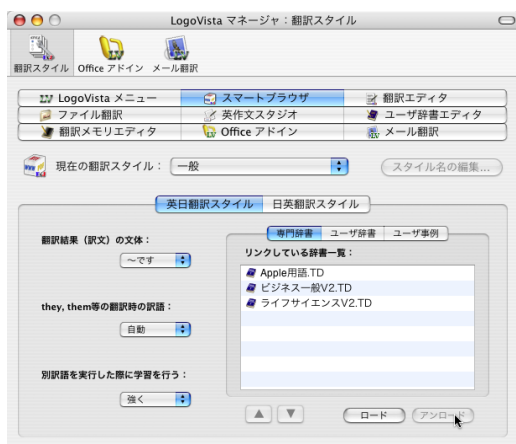 LogoVista マネージャ：翻訳スタイル
翻訳スタイル Office アドイン メール翻訳
LogoVista メニュー スマートブラウザ 翻訳エディタ
ファイル翻訳 英作文スタジオ ユーザ辞書エディタ
翻訳メモリエディタ Office アドイン メール翻訳
現在の翻訳スタイル： 一般 スタイル名の編集...
英日翻訳スタイル 日英翻訳スタイル
専門辞書 ユーザ辞書 ユーザ事例
翻訳結果（訳文）の文体：
リンクしている辞書一覧：
～です
Apple用語.TD
ビジネス一般V2.TD
ライフサイエンスV2.TD
they, them等の翻訳時の訳語：
自動
別訳語を実行した際に学習を行う：
強く
ロード アンロード